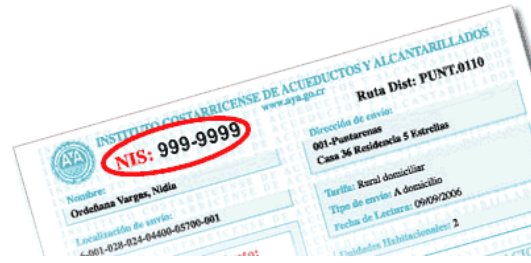 INSTITUTO COSTARRICENSE DE ACUEDUCTOS Y ALCANTARILLADOS
www.aya.go.cr
Ruta Dist: PUNT.0110
NIS: 999-9999
Nombre:
Ordeñana Vargas, Nidia
Localización de envío:
6-001-028-024-04400-05700-001
Dirección de envío:
001-Puntarenas
Casa 36 Residencia 5 Estrellas
Tarifa: Rural domiciliar
Tipo de envío: A domicilio
Fecha de Lectura: 09/09/2006
Unidades Habitacionales: 2